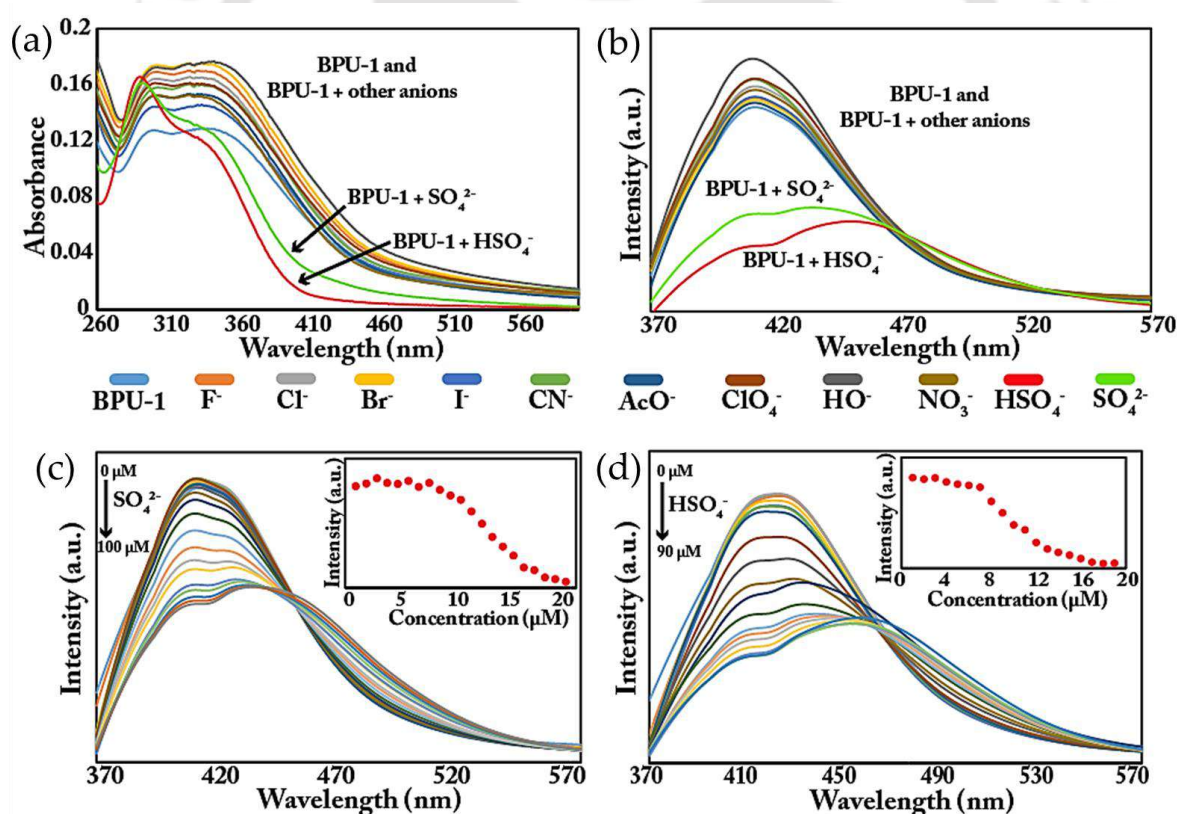 (a)
0.2
0.16
0.12
0.08
0.04
0
Absorbance
BPU-1 and
BPU-1 + other anions
BPU-1 + SO₄²⁻
BPU-1 + HSO₄⁻
260 310 360 410 460 510 560
Wavelength (nm)
(b)
Intensity (a.u.)
BPU-1 and
BPU-1 + other anions
BPU-1 + SO₄²⁻
BPU-1 + HSO₄⁻
370 420 470 520 570
Wavelength (nm)
BPU-1 F⁻ Cl⁻ Br⁻ I⁻ CN⁻ AcO⁻ ClO₄⁻ HO⁻ NO₃⁻ HSO₄⁻ SO₄²⁻
(c)
0 μM
SO₄²⁻
100 μM
Intensity (a.u.)
Intensity (a.u.)
0 5 10 15 20
Concentration (μM)
370 420 470 520 570
Wavelength (nm)
(d)
0 μM
HSO₄⁻
90 μM
Intensity (a.u.)
Intensity (a.u.)
0 4 8 12 16 20
Concentration (μM)
370 410 450 490 530 570
Wavelength (nm)